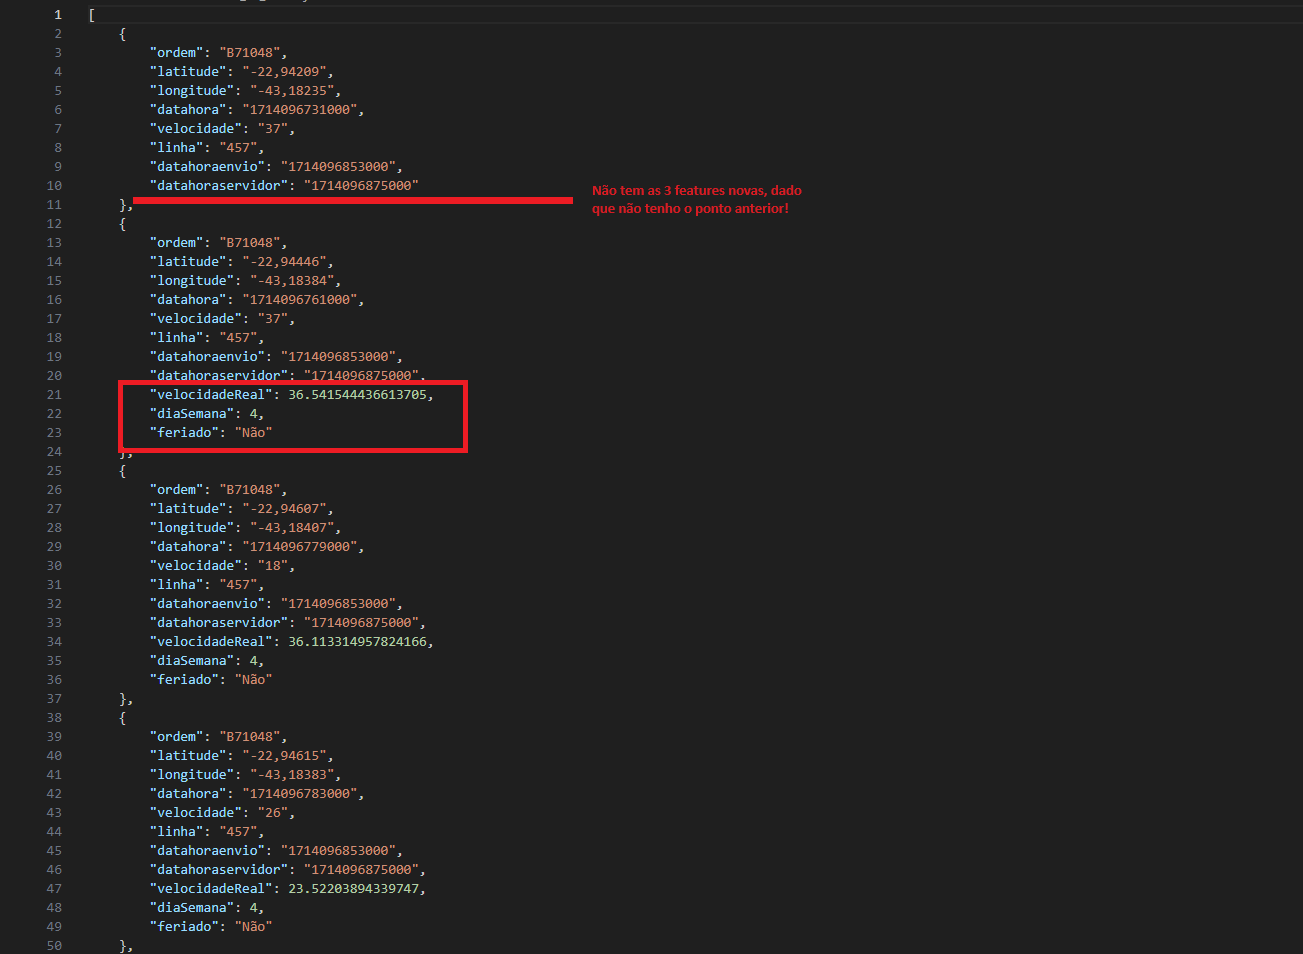 1 [
2 {
3 "ordem": "B71048",
4 "latitude": "-22,94209",
5 "longitude": "-43,18235",
6 "datahora": "1714096731000",
7 "velocidade": "37",
8 "linha": "457",
9 "datahoraenvio": "1714096853000",
10 "datahoraservidor": "1714096875000"
Não tem as 3 features novas, dado
que não tenho o ponto anterior!
11 },
12 {
13 "ordem": "B71048",
14 "latitude": "-22,94446",
15 "longitude": "-43,18384",
16 "datahora": "1714096761000",
17 "velocidade": "37",
18 "linha": "457",
19 "datahoraenvio": "1714096853000",
20 "datahoraservidor": "1714096875000",
21 "velocidadeReal": 36.541544436613705,
22 "diaSemana": 4,
23 "feriado": "Não"
24 },
25 {
26 "ordem": "B71048",
27 "latitude": "-22,94607",
28 "longitude": "-43,18407",
29 "datahora": "1714096779000",
30 "velocidade": "18",
31 "linha": "457",
32 "datahoraenvio": "1714096853000",
33 "datahoraservidor": "1714096875000",
34 "velocidadeReal": 36.113314957824166,
35 "diaSemana": 4,
36 "feriado": "Não"
37 },
38 {
39 "ordem": "B71048",
40 "latitude": "-22,94615",
41 "longitude": "-43,18383",
42 "datahora": "1714096783000",
43 "velocidade": "26",
44 "linha": "457",
45 "datahoraenvio": "1714096853000",
46 "datahoraservidor": "1714096875000",
47 "velocidadeReal": 23.52203894339747,
48 "diaSemana": 4,
49 "feriado": "Não"
50 },